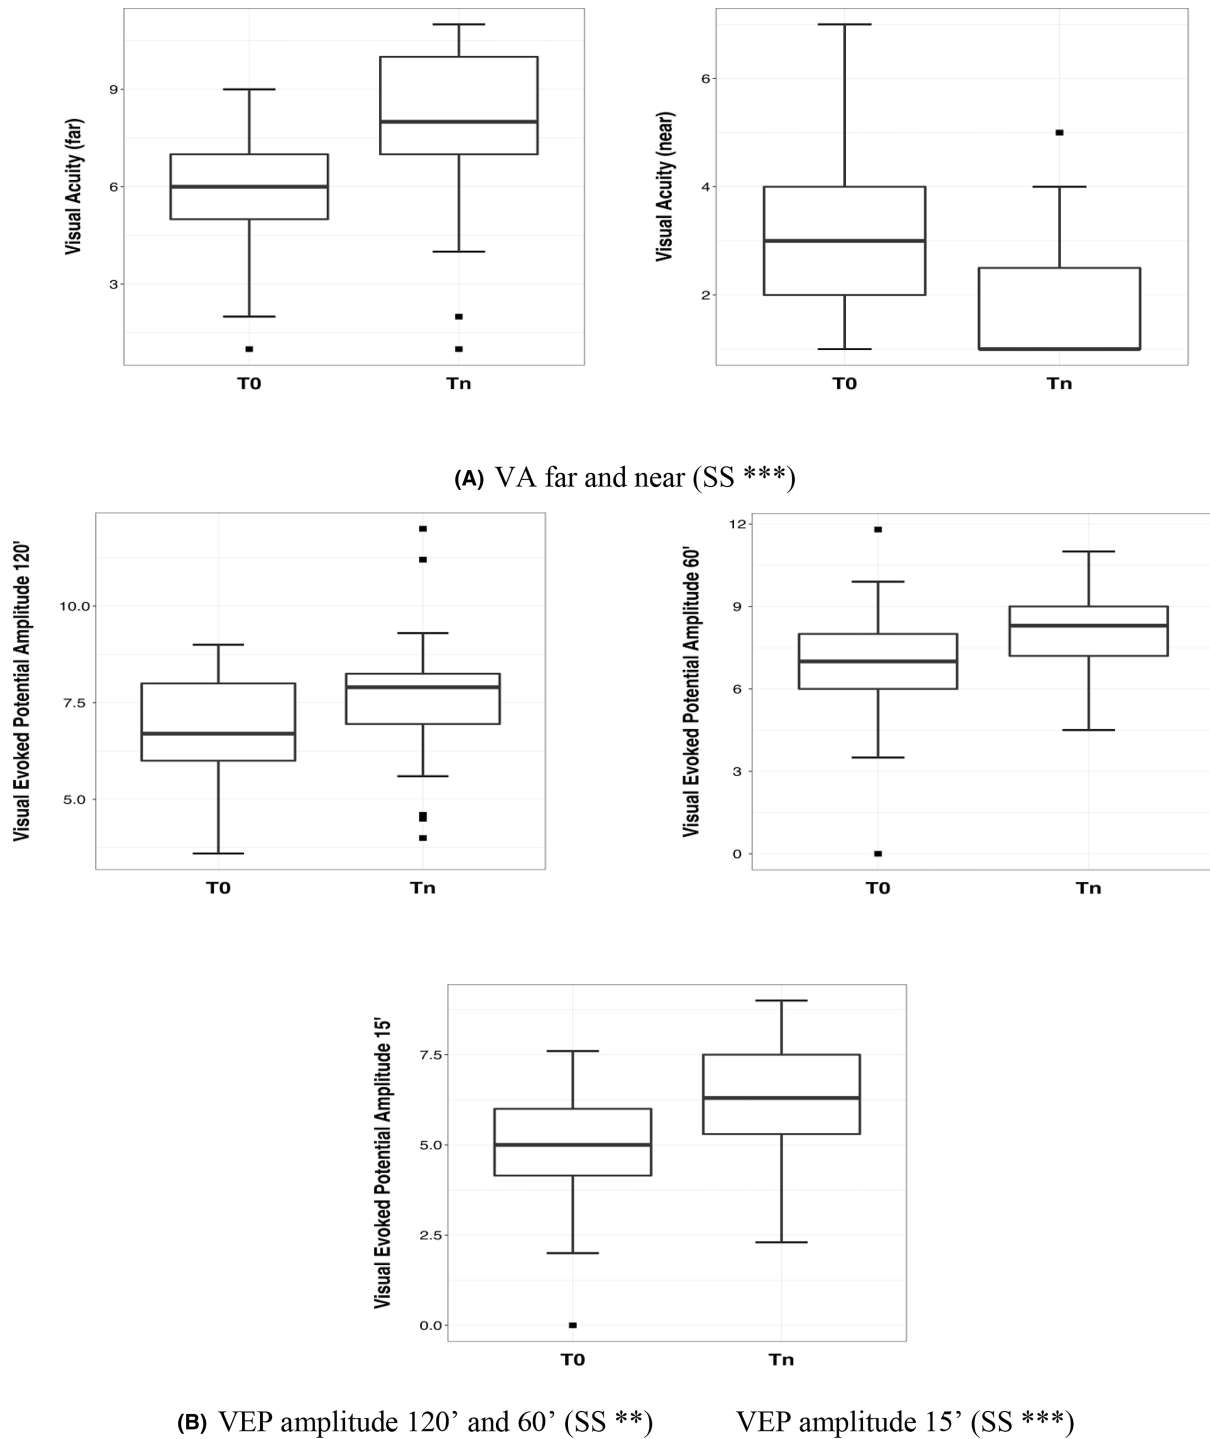 Visual Acuity (far)
9
6
3
T0 Tn
Visual Acuity (near)
6
4
2
T0 Tn
(A) VA far and near (SS ***)
Visual Evoked Potential Amplitude 120'
10.0
7.5
5.0
T0 Tn
Visual Evoked Potential Amplitude 60'
12
9
6
3
0
T0 Tn
Visual Evoked Potential Amplitude 15'
7.5
5.0
2.5
0.0
T0 Tn
(B) VEP amplitude 120’ and 60’ (SS **) VEP amplitude 15’ (SS ***)